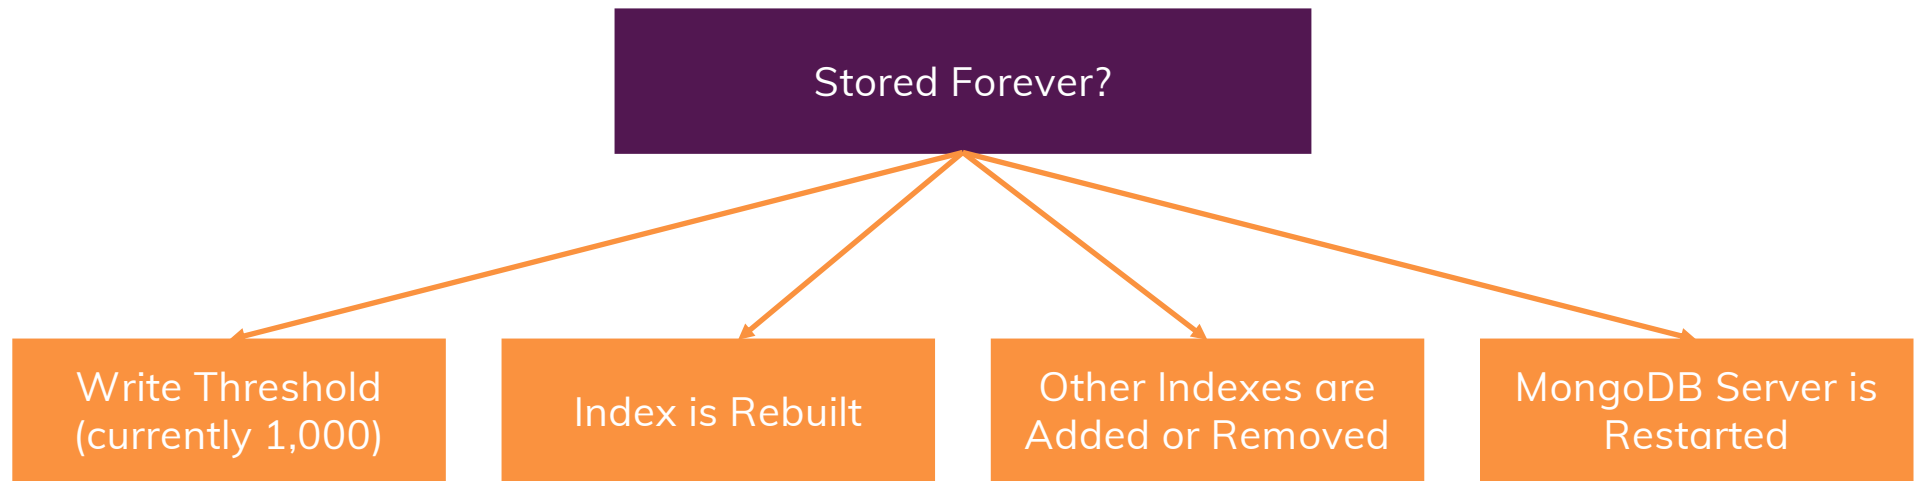 Stored Forever?
Write Threshold
(currently 1,000)
Index is Rebuilt
Other Indexes are
Added or Removed
MongoDB Server is
Restarted